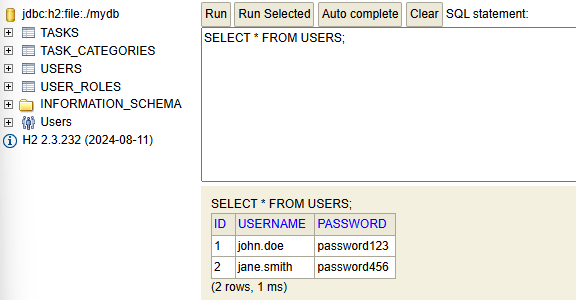 jdbc:h2:file:./mydb
TASKS
TASK_CATEGORIES
USERS
USER_ROLES
INFORMATION_SCHEMA
Users
H2 2.3.232 (2024-08-11)
Run Run Selected Auto complete Clear SQL statement:
SELECT * FROM USERS;
SELECT * FROM USERS;
ID USERNAME PASSWORD
1 john.doe password123
2 jane.smith password456
(2 rows, 1 ms)